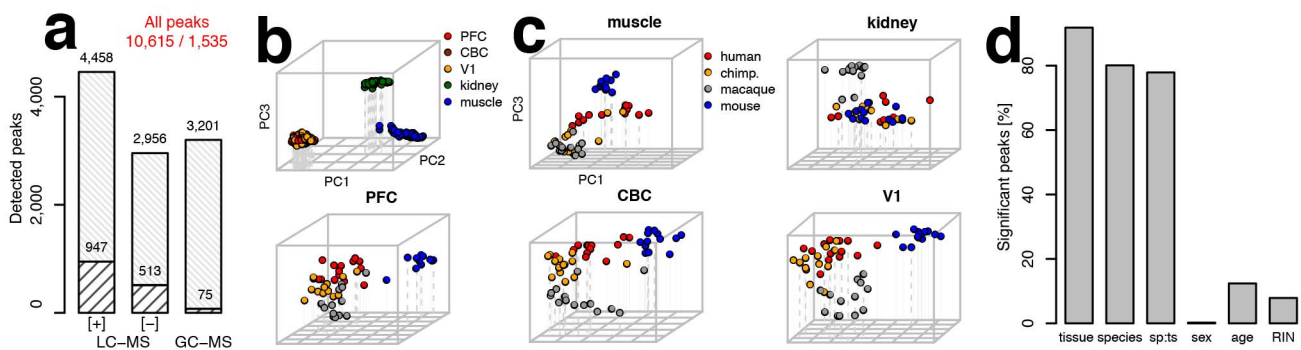 a
All peaks
10,615 / 1,535
Detected peaks
4,000
2,000
0
4,458
2,956
3,201
947
513
75
[+]
[−]
LC−MS
GC−MS
b
PFC
CBC
V1
kidney
muscle
PC3
PC2
PC1
c
muscle
kidney
human
chimp.
macaque
mouse
PC3
PC1
PFC
CBC
V1
d
Significant peaks [%]
80
60
40
20
0
tissue
species
sp:ts
sex
age
RIN